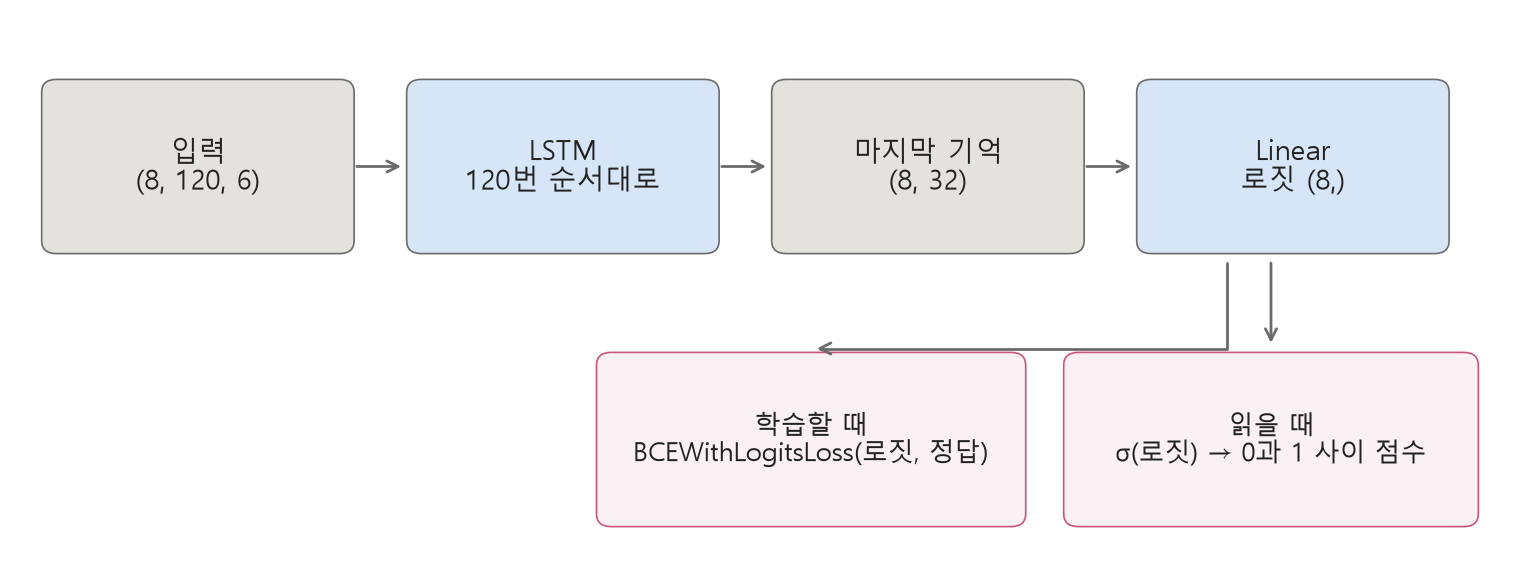 입력
(8, 120, 6)
LSTM
120번 순서대로
마지막 기억
(8, 32)
Linear
로짓 (8,)
학습할 때
BCEWithLogitsLoss(로짓, 정답)
읽을 때
σ(로짓) → 0과 1 사이 점수